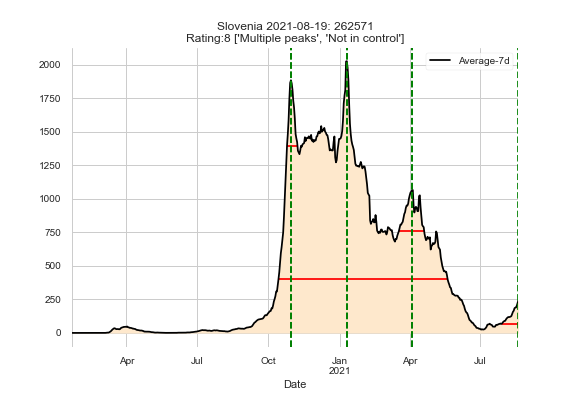 Slovenia 2021-08-19: 262571
Rating:8 ['Multiple peaks', 'Not in control']
Average-7d
2000
1750
1500
1250
1000
750
500
250
0
Apr Jul Oct Jan Apr Jul
2021
Date